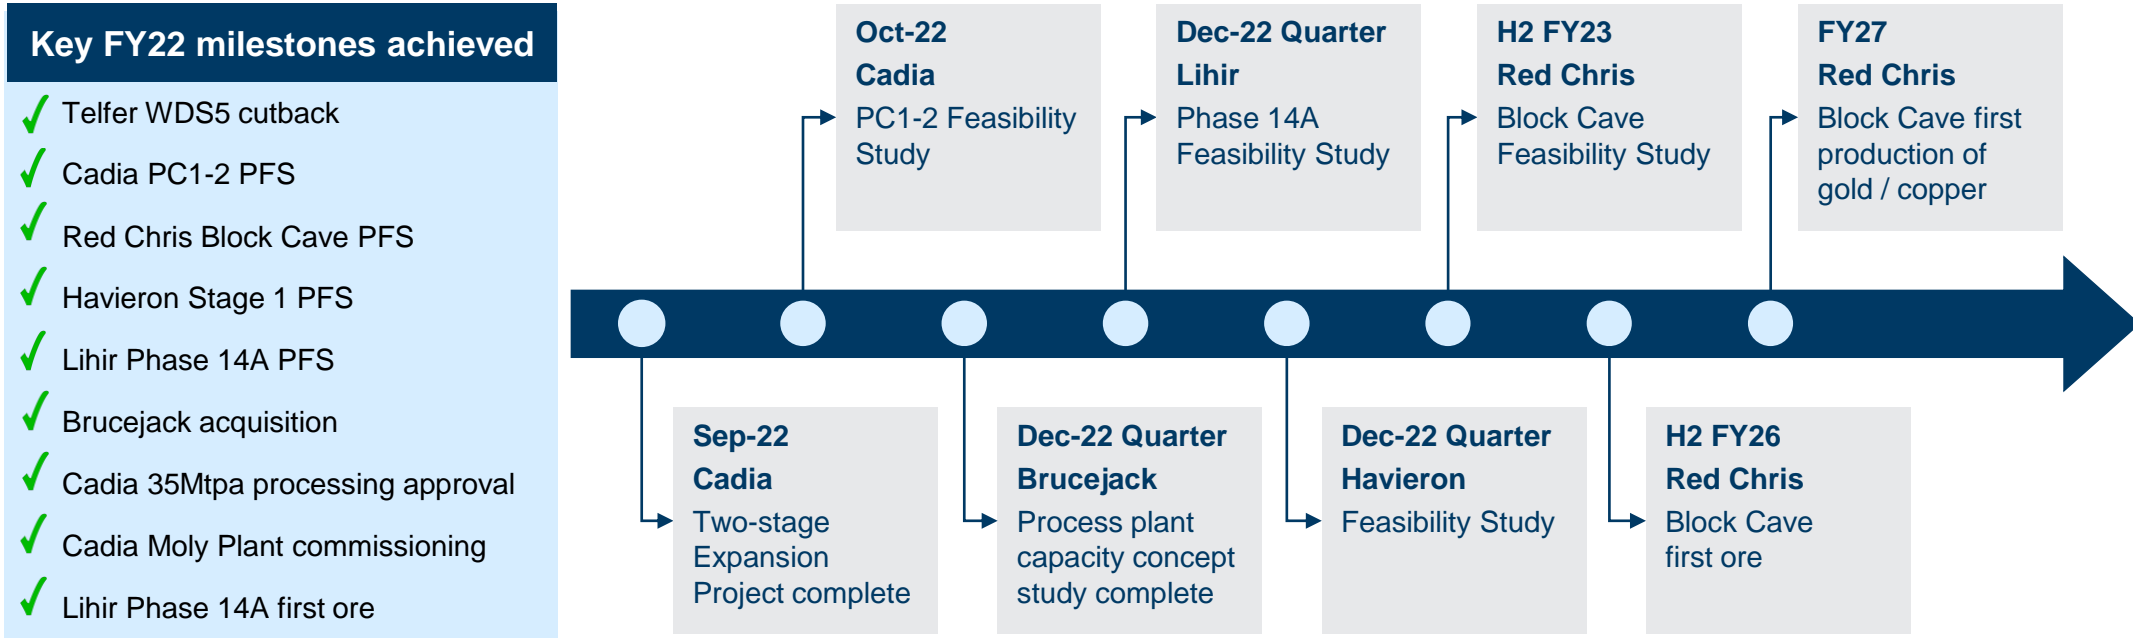 Key FY22 milestones achieved
Telfer WDS5 cutback
Cadia PC1-2 PFS
Red Chris Block Cave PFS
Havieron Stage 1 PFS
Lihir Phase 14A PFS
Brucejack acquisition
Cadia 35Mtpa processing approval
Cadia Moly Plant commissioning
Lihir Phase 14A first ore
Oct-22
Cadia
PC1-2 Feasibility
Study
Dec-22 Quarter
Lihir
Phase 14A
Feasibility Study
H2 FY23
Red Chris
Block Cave
Feasibility Study
FY27
Red Chris
Block Cave first
production of
gold / copper
Sep-22
Cadia
Two-stage
Expansion
Project complete
Dec-22 Quarter
Brucejack
Process plant
capacity concept
study complete
Dec-22 Quarter
Havieron
Feasibility Study
H2 FY26
Red Chris
Block Cave
first ore